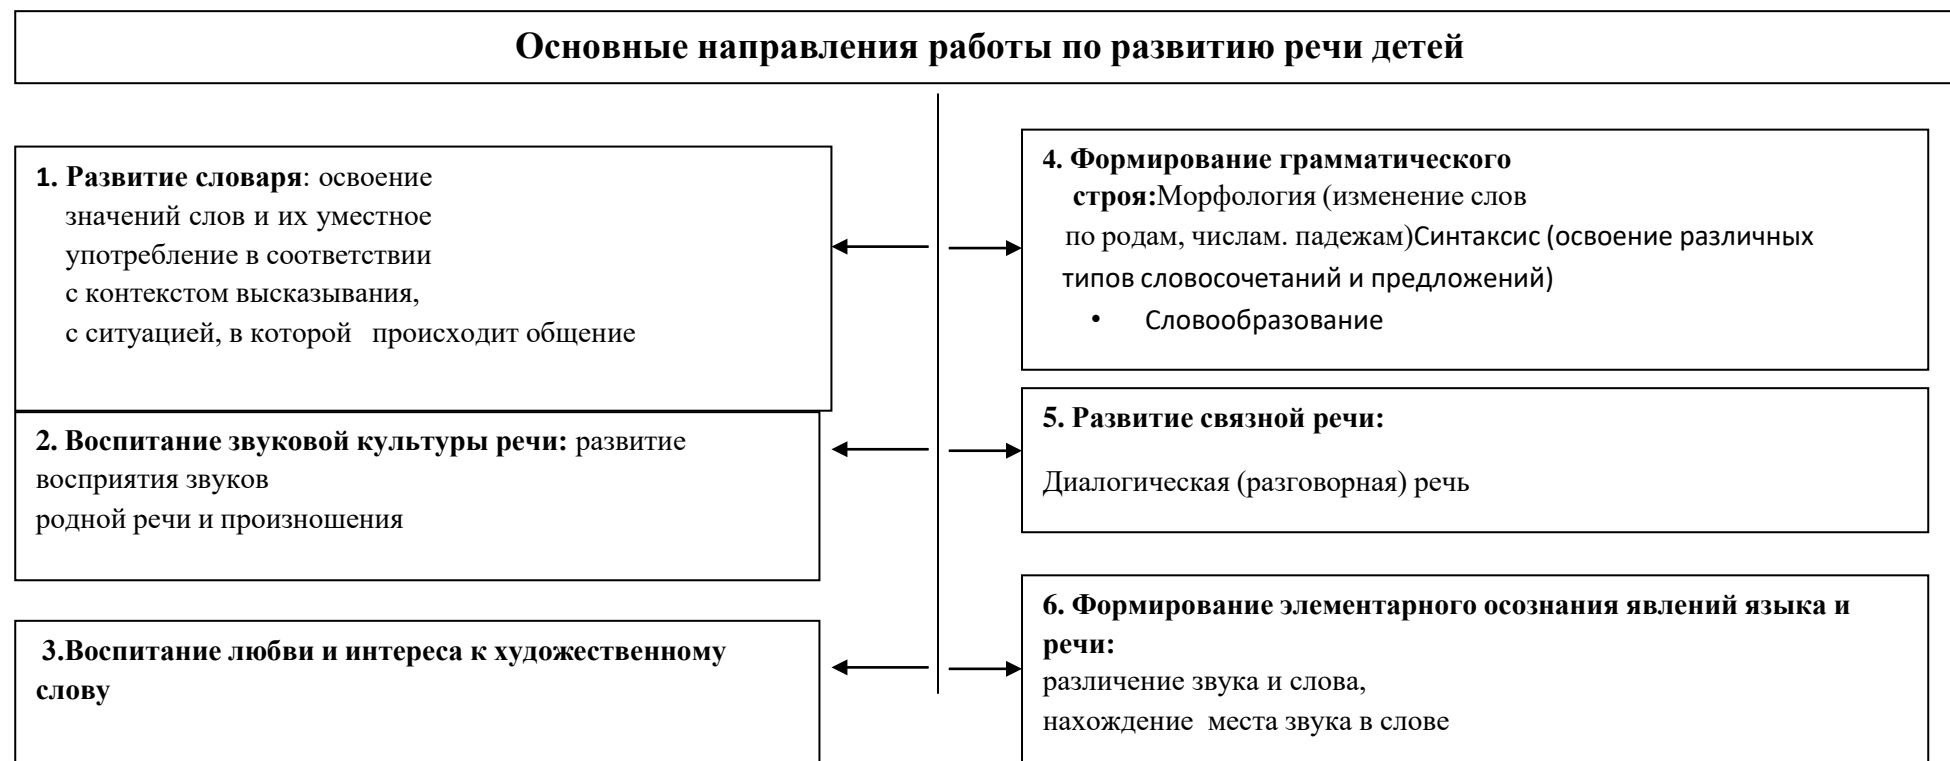 Основные направления работы по развитию речи детей
1. Развитие словаря: освоение
значений слов и их уместное
употребление в соответствии
с контекстом высказывания,
с ситуацией, в которой происходит общение
2. Воспитание звуковой культуры речи: развитие
восприятия звуков
родной речи и произношения
3.Воспитание любви и интереса к художественному
слову
4. Формирование грамматического
строя:Морфология (изменение слов
по родам, числам. падежам)Синтаксис (освоение различных
типов словосочетаний и предложений)
• Словообразование
5. Развитие связной речи:
Диалогическая (разговорная) речь
6. Формирование элементарного осознания явлений языка и
речи:
различение звука и слова,
нахождение места звука в слове